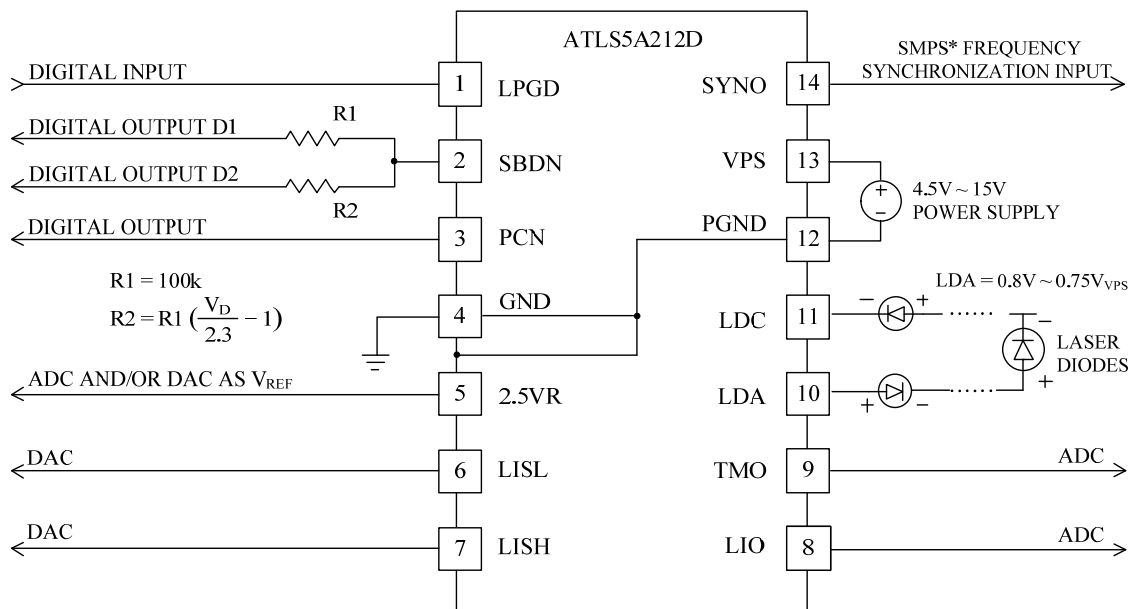 ATLS5A212D
DIGITAL INPUT
1
LPGD
DIGITAL OUTPUT D1
R1
DIGITAL OUTPUT D2
R2
2
SBDN
DIGITAL OUTPUT
3
PCN
R1 = 100k
R2 = R1 (V_D/2.3 − 1)
4
GND
ADC AND/OR DAC AS V_REF
5
2.5VR
DAC
6
LISL
DAC
7
LISH
SMPS* FREQUENCY
SYNCHRONIZATION INPUT
SYNO
14
VPS
13
+
−
4.5V ~ 15V
POWER SUPPLY
PGND
12
LDA = 0.8V ~ 0.75V_VPS
LDC
11
− +
......
−
+
LASER
DIODES
LDA
10
+ −
......
TMO
9
ADC
LIO
8
ADC